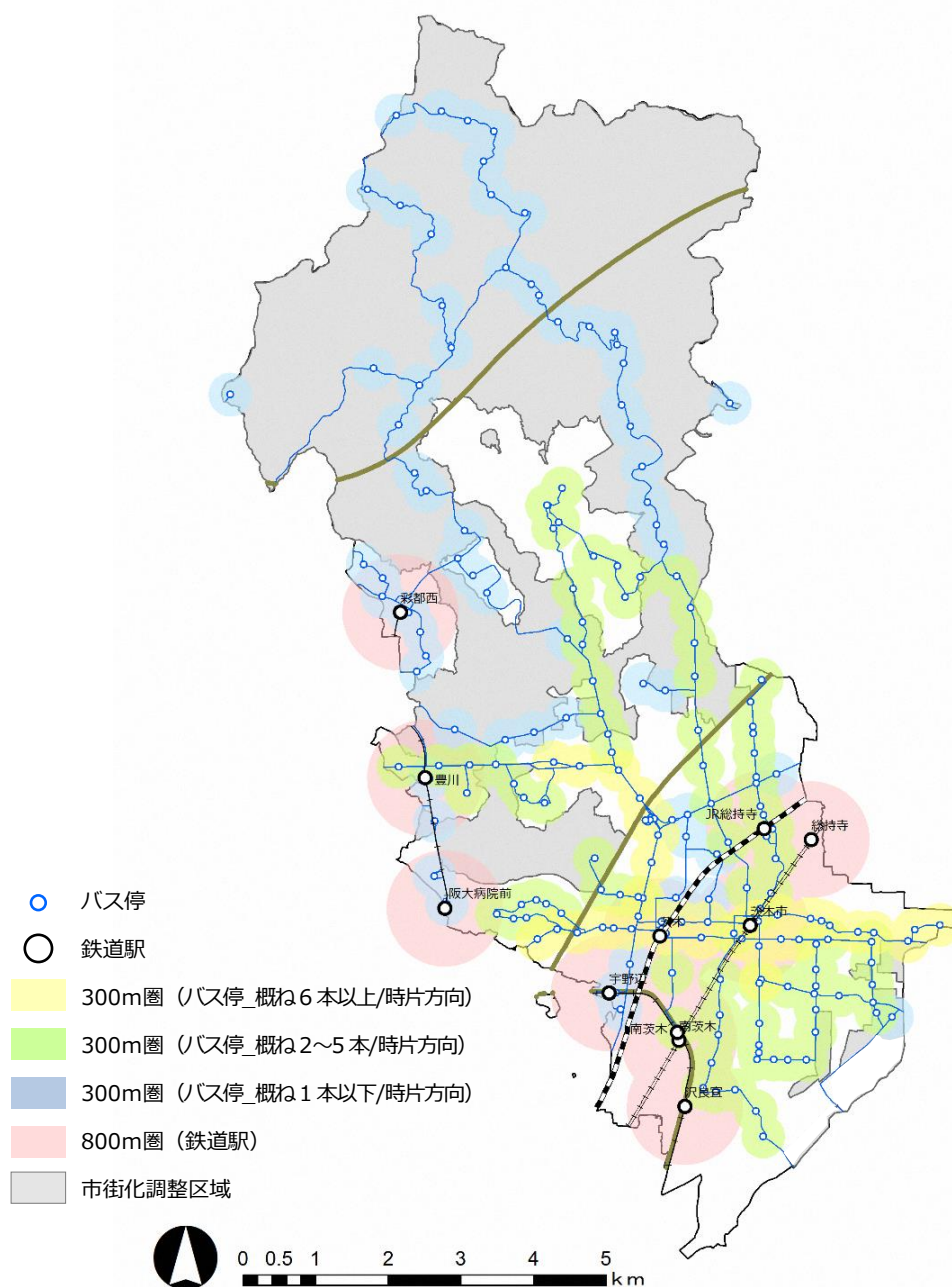 彩都西
豊川
JR総持寺
総持寺
阪大病院前
茨木市
茨木
宇野辺
南茨木
南茨木
沢良宜
バス停
鉄道駅
300m圏（バス停_概ね６本以上/時片方向）
300m圏（バス停_概ね２～５本/時片方向）
300m圏（バス停_概ね１本以下/時片方向）
800m圏（鉄道駅）
市街化調整区域
0 0.5 1 2 3 4 5
km